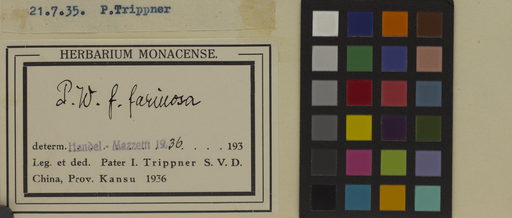 21.7.35. P.Trippner
HERBARIUM MONACENSE.
P. W. f. farinosa
determ. Handel.-Mazzetti 1936. . . . . 193
Leg. et ded. Pater I. Trippner S. V. D.
China, Prov. Kansu 1936